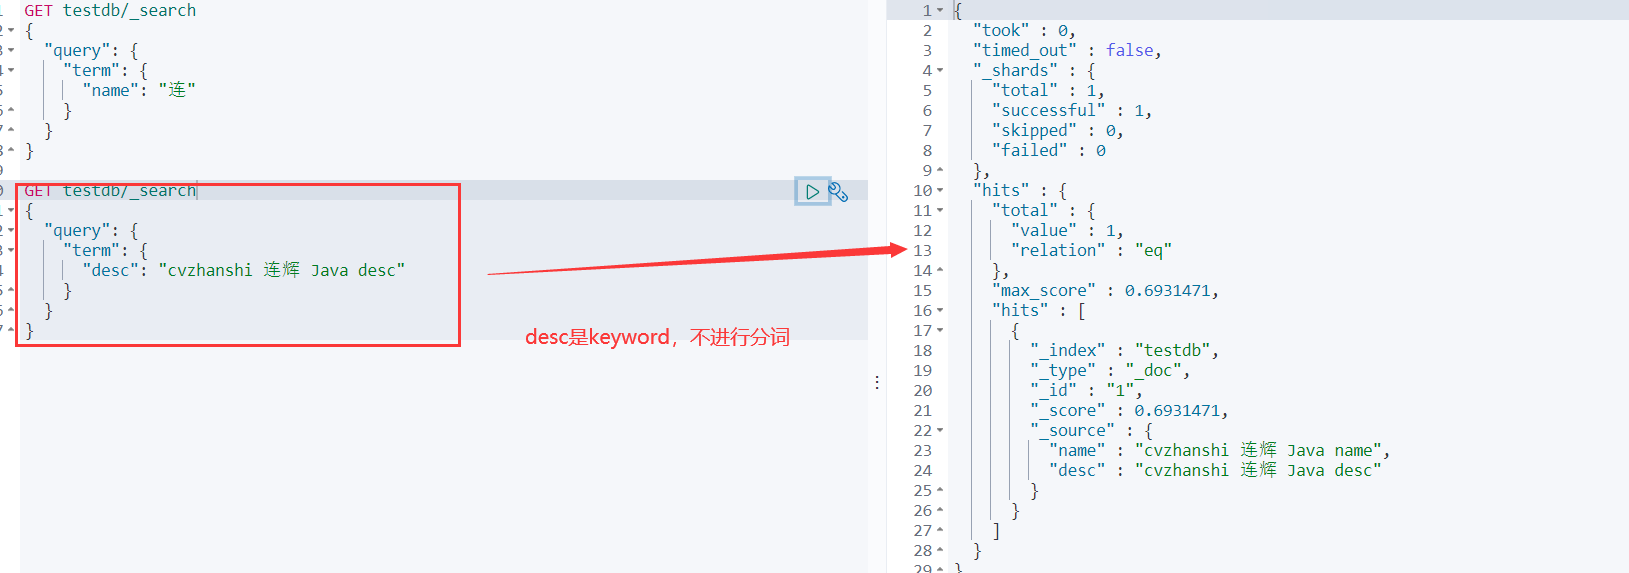 GET testdb/_search
{
"query": {
"term": {
"name": "连"
}
}
}
GET testdb/_search
{
"query": {
"term": {
"desc": "cvzhanshi 连辉 Java desc"
}
}
}
desc是keyword，不进行分词
1 {
2 "took" : 0,
3 "timed_out" : false,
4 "_shards" : {
5 "total" : 1,
6 "successful" : 1,
7 "skipped" : 0,
8 "failed" : 0
9 },
10 "hits" : {
11 "total" : {
12 "value" : 1,
13 "relation" : "eq"
14 },
15 "max_score" : 0.6931471,
16 "hits" : [
17 {
18 "_index" : "testdb",
19 "_type" : "_doc",
20 "_id" : "1",
21 "_score" : 0.6931471,
22 "_source" : {
23 "name" : "cvzhanshi 连辉 Java name",
24 "desc" : "cvzhanshi 连辉 Java desc"
25 }
26 }
27 ]
28 }
29 }